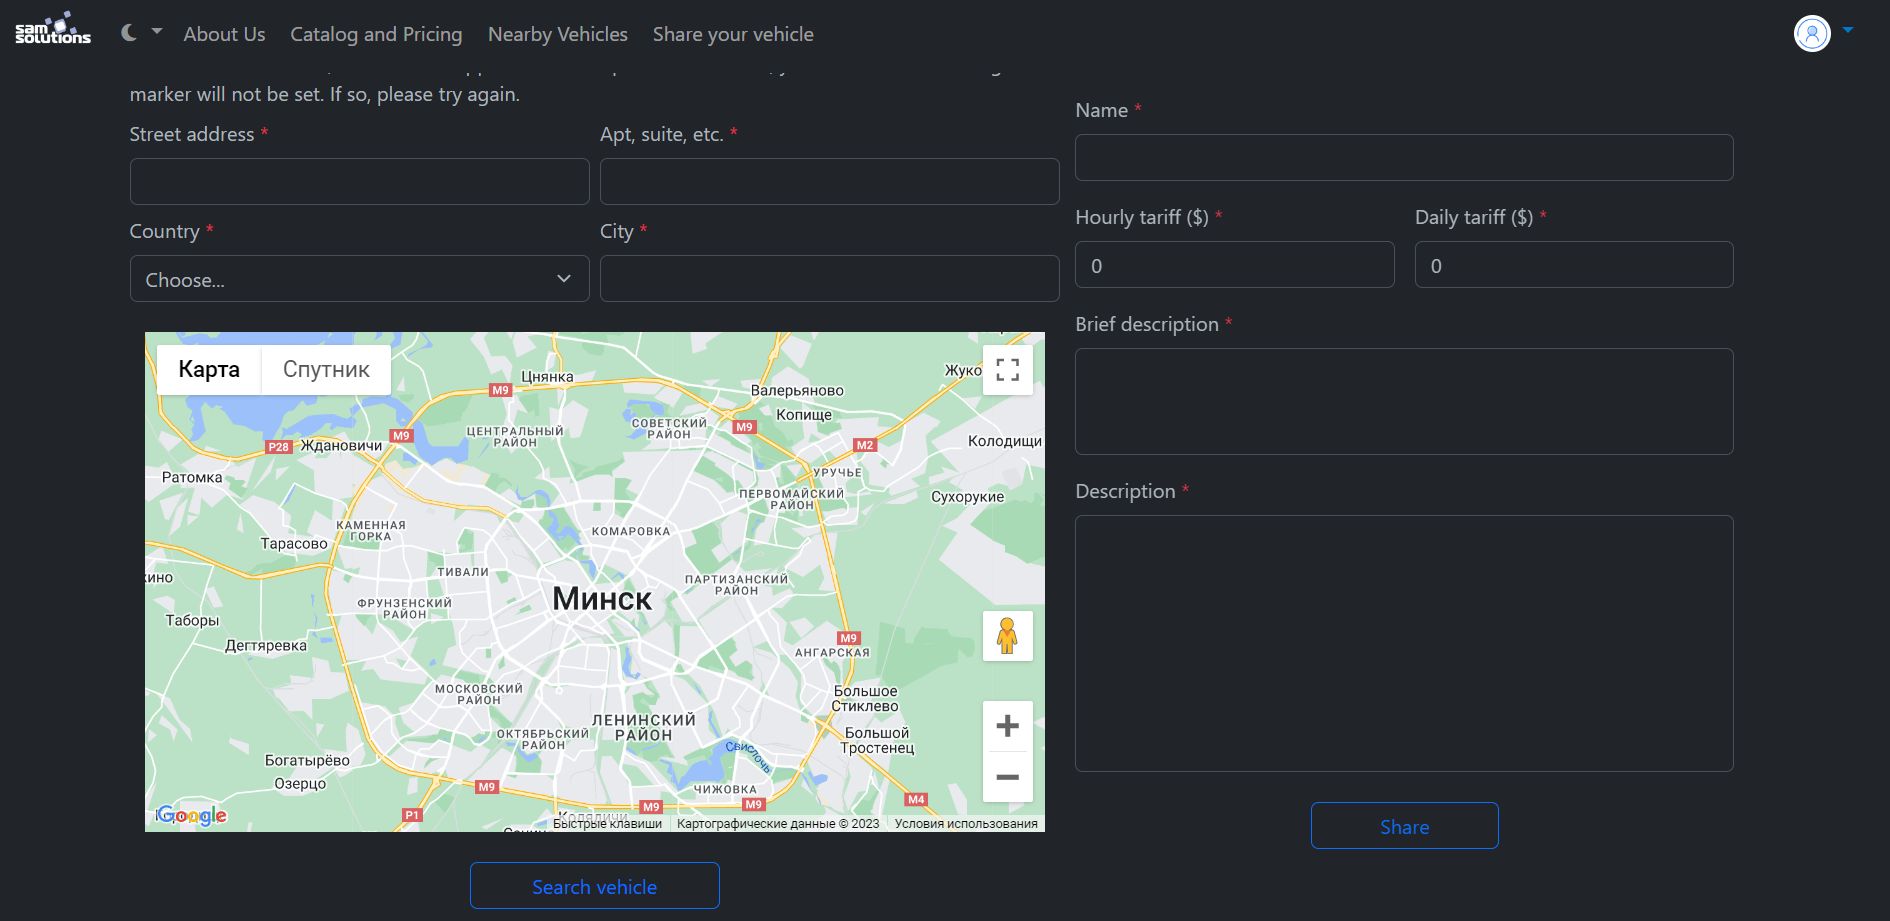 sam
solutions
About Us
Catalog and Pricing
Nearby Vehicles
Share your vehicle
marker will not be set. If so, please try again.
Street address *
Apt, suite, etc. *
Country *
City *
Choose...
Name *
Hourly tariff ($) *
Daily tariff ($) *
0
0
Brief description *
Description *
Share
Карта
Спутник
Цнянка
Жуко
M9
Валерьяново
Копище
ЦЕНТРАЛЬНЫЙ
РАЙОН
СОВЕТСКИЙ
РАЙОН
M9
M9
P28
Ждановичи
M2
Колодищи
Ратомка
УРУЧЬЕ
ПЕРВОМАЙСКИЙ
РАЙОН
Сухорукие
КАМЕННАЯ
ГОРКА
КОМАРОВКА
Тарасово
ТИВАЛИ
кино
ПАРТИЗАНСКИЙ
РАЙОН
Минск
ФРУНЗЕНСКИЙ
РАЙОН
Таборы
Дегтяревка
M9
АНГАРСКАЯ
МОСКОВСКИЙ
РАЙОН
Большое
Стиклево
ЛЕНИНСКИЙ
РАЙОН
ОКТЯБРЬСКИЙ
РАЙОН
Большой
Тростенец
Свислочь
Богатырёво
Озерцо
M9
ЧИЖОВКА
M9
M9
M4
P1
Колядичи
Google
Быстрые клавиши
Картографические данные © 2023
Условия использования
Search vehicle